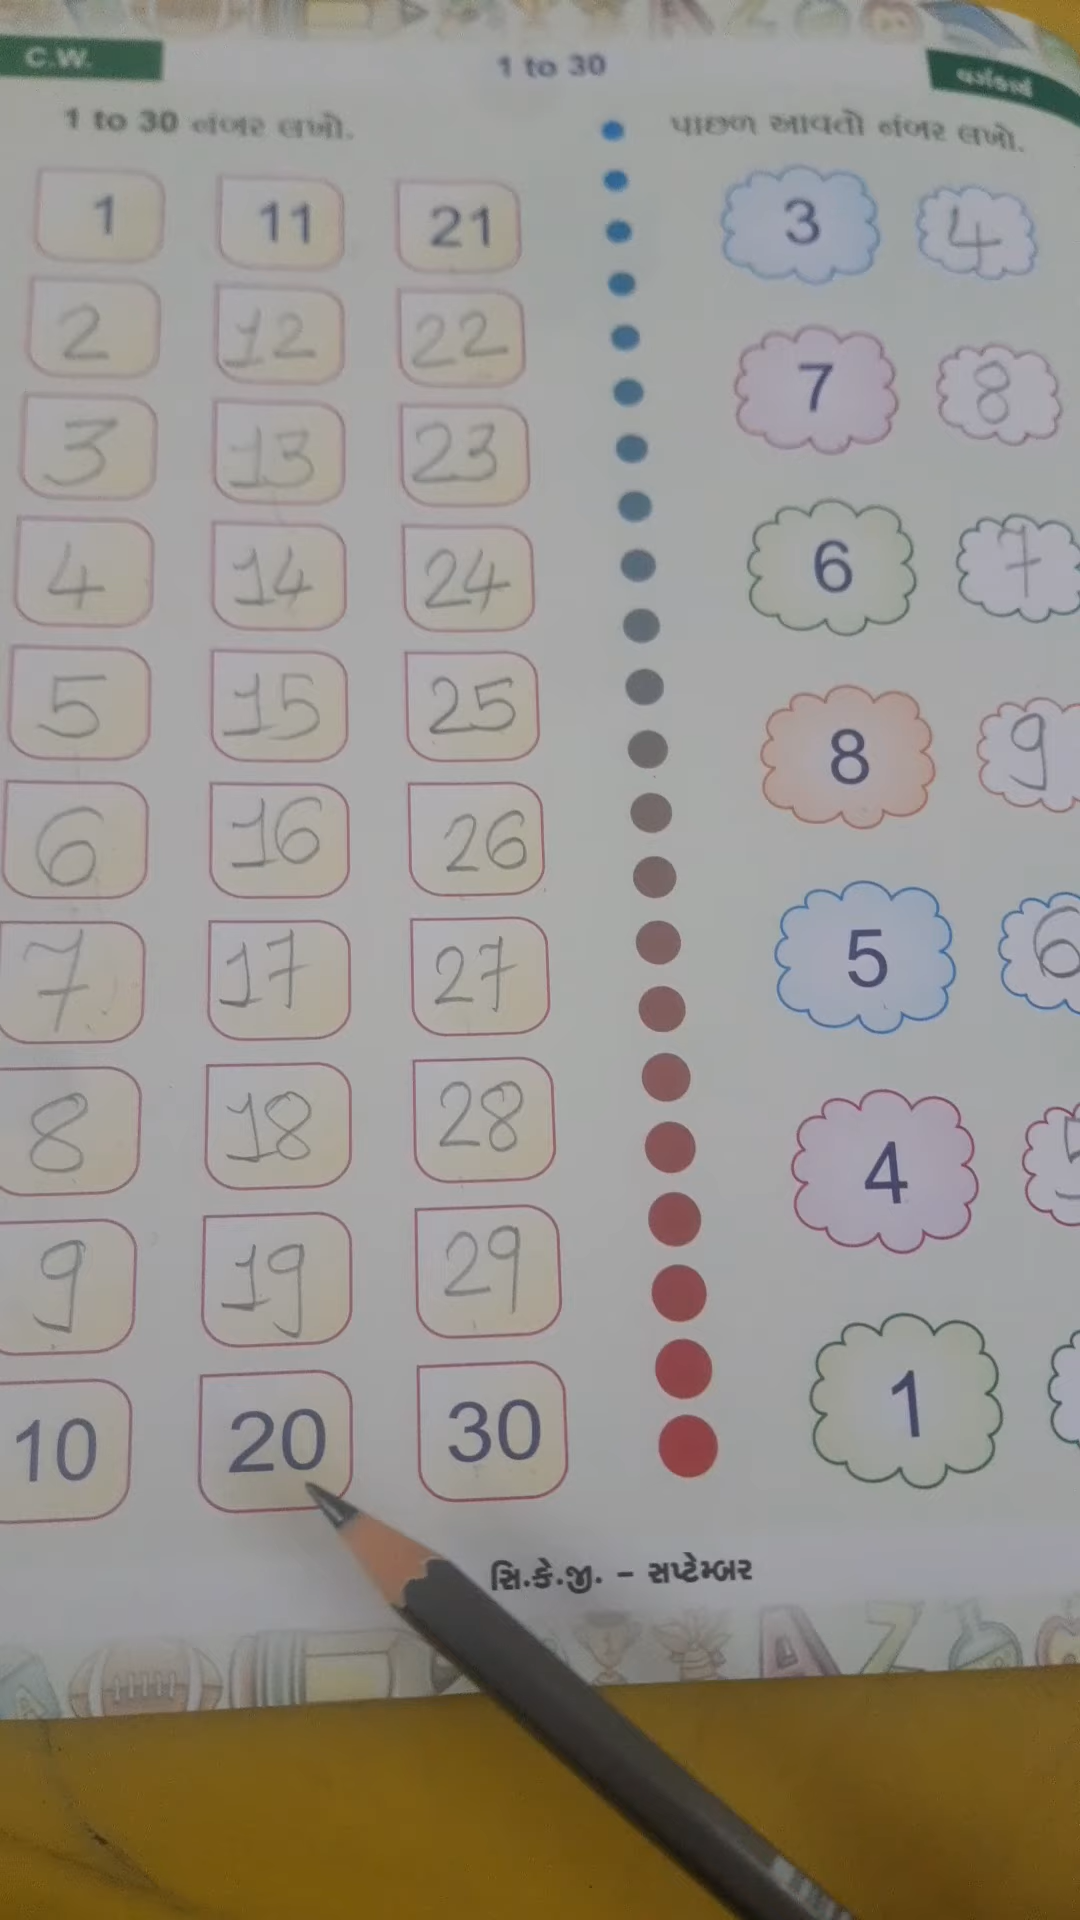 C.W.
1 to 30
વર્ગકાર્ય
1 to 30 નંબર લખો.
1 11 21
2 12 22
3 13 23
4 14 24
5 15 25
6 16 26
7 17 27
8 18 28
9 19 29
10 20 30
પાછળ આવતો નંબર લખો.
3 4
7 8
6 7
8 9
5 6
4 5
1
સિ.કે.જી. – સપ્ટેમ્બર
A Z